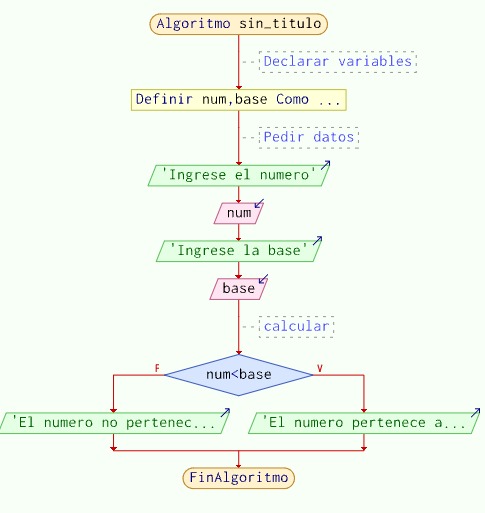 Algoritmo sin_titulo
Declarar variables
Definir num,base Como ...
Pedir datos
'Ingrese el numero'
num
'Ingrese la base'
base
calcular
F
num<base
V
'El numero no pertenec...
'El numero pertenece a...
FinAlgoritmo